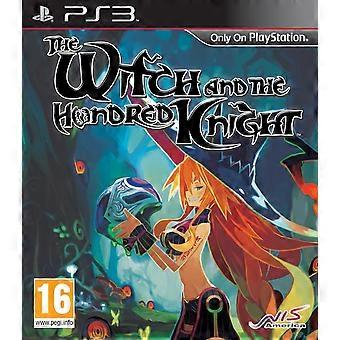 PS3
Only On PlayStation.
The
Witch and the
Hundred Knight
16
www.pegi.info
NIS
America